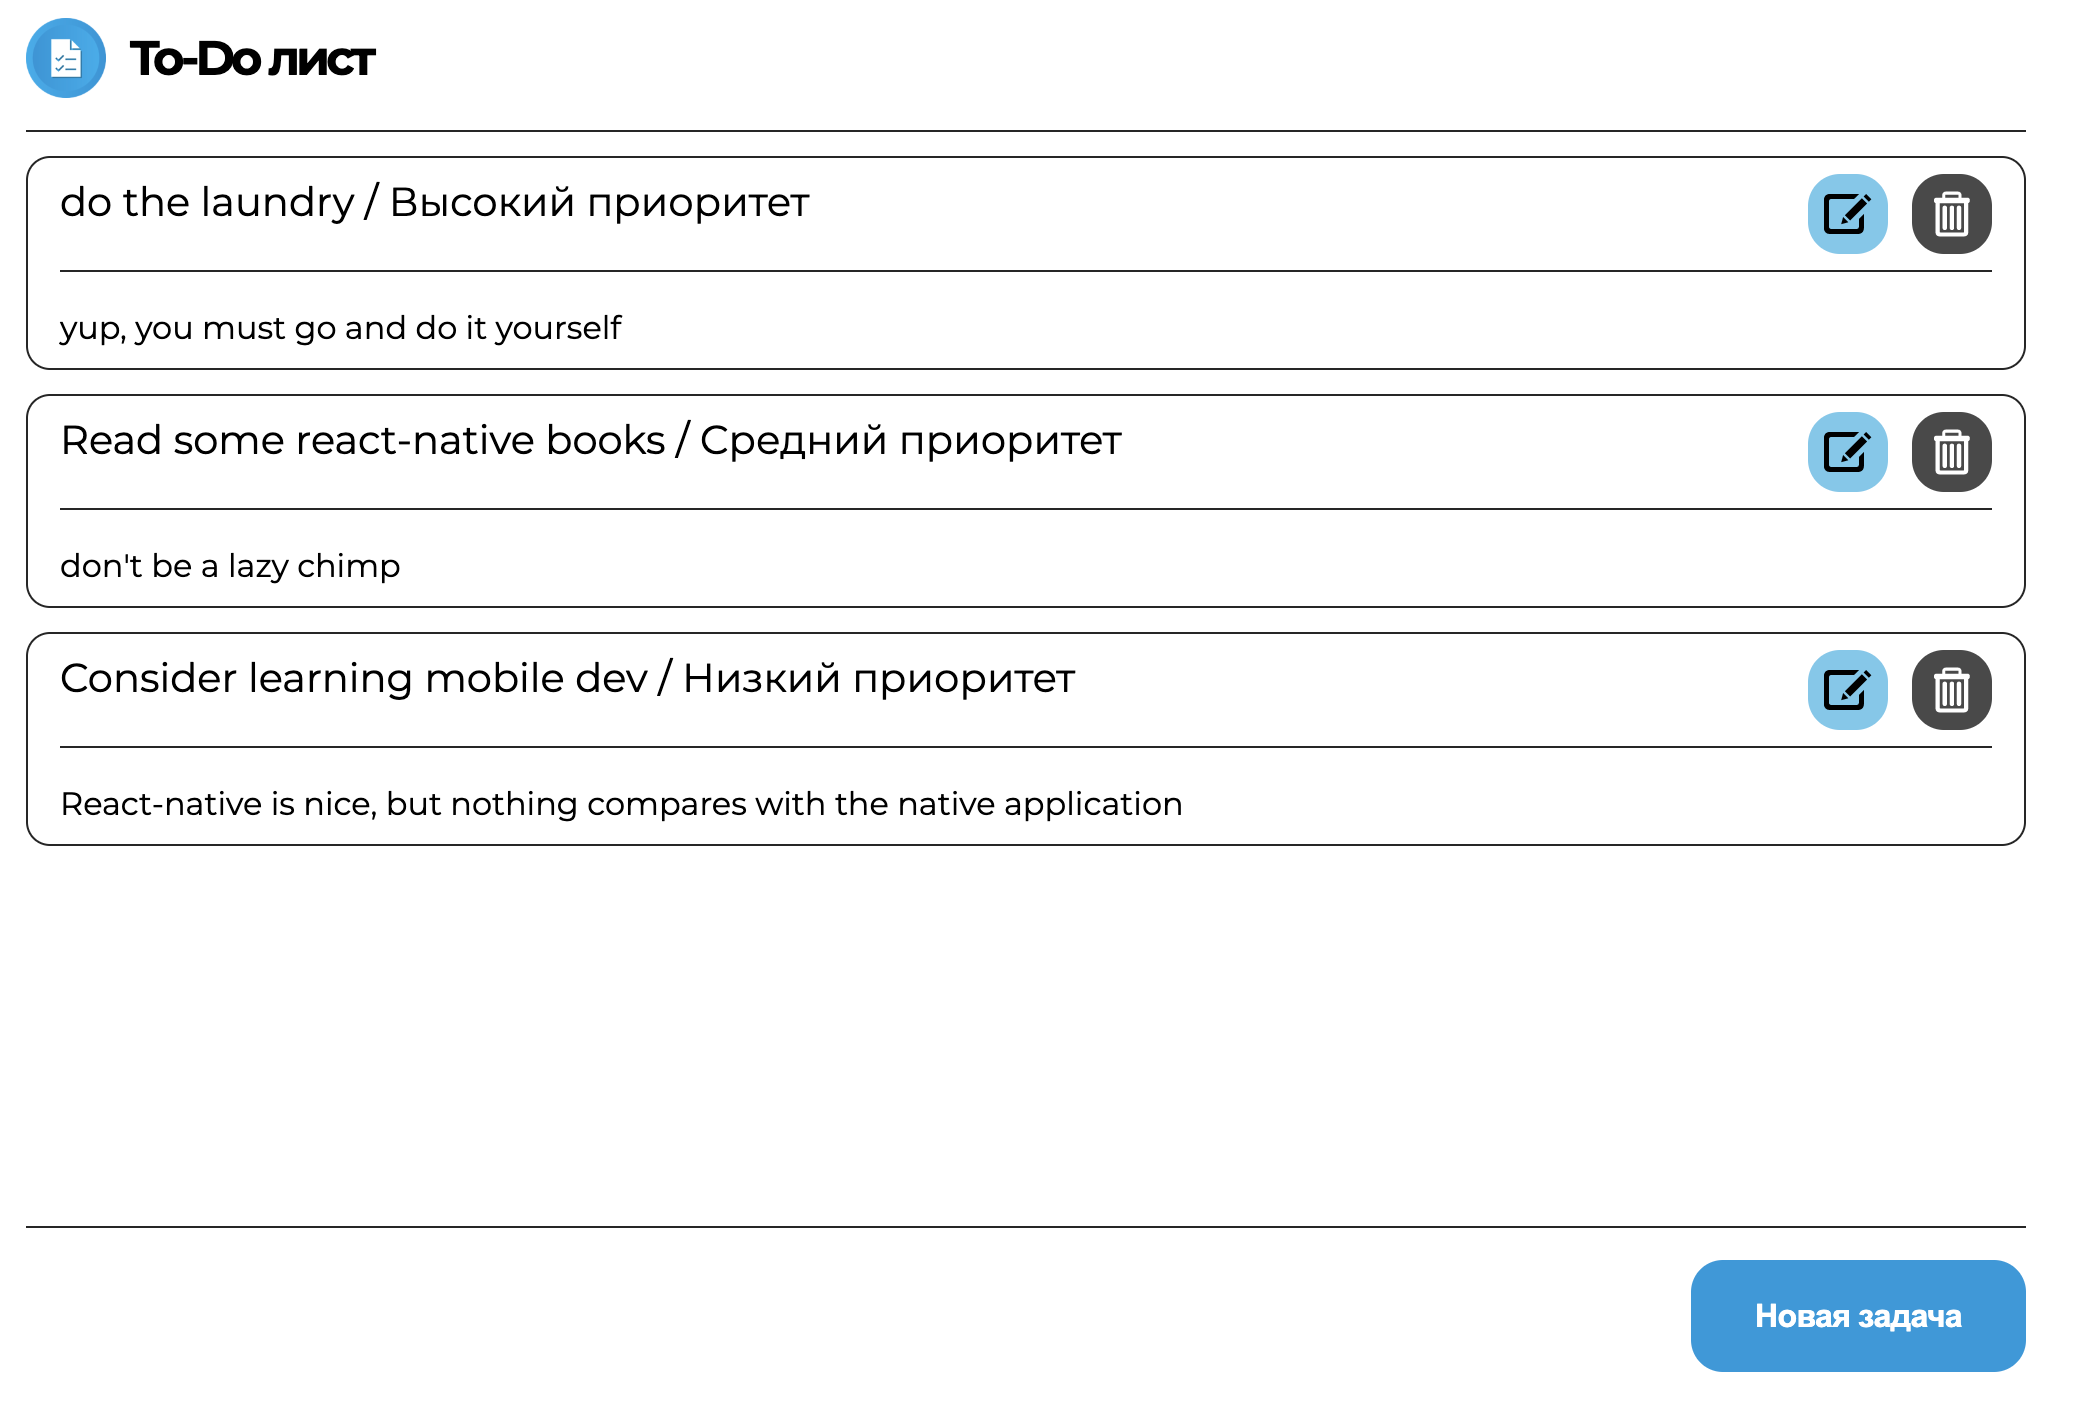 To-Do лист
do the laundry / Высокий приоритет
yup, you must go and do it yourself
Read some react-native books / Средний приоритет
don't be a lazy chimp
Consider learning mobile dev / Низкий приоритет
React-native is nice, but nothing compares with the native application
Новая задача